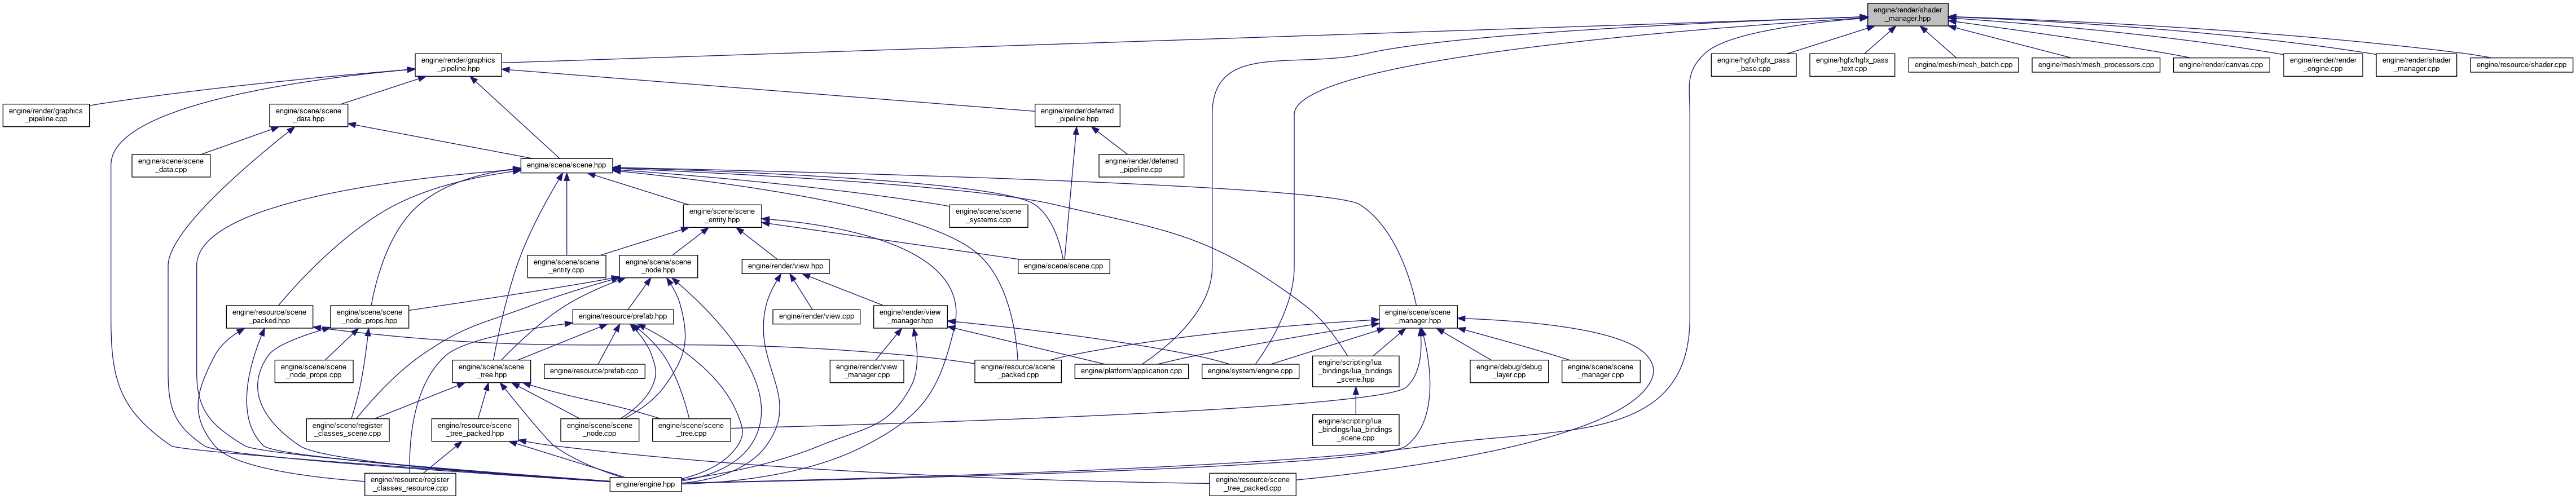 engine/render/shader
_manager.hpp
engine/render/graphics
_pipeline.hpp
engine/hgfx/hgfx_pass
_base.cpp
engine/hgfx/hgfx_pass
_text.cpp
engine/mesh/mesh_batch.cpp
engine/mesh/mesh_processors.cpp
engine/render/canvas.cpp
engine/render/render
_engine.cpp
engine/render/shader
_manager.cpp
engine/resource/shader.cpp
engine/render/graphics
_pipeline.cpp
engine/scene/scene
_data.hpp
engine/render/deferred
_pipeline.hpp
engine/scene/scene
_data.cpp
engine/scene/scene.hpp
engine/render/deferred
_pipeline.cpp
engine/scene/scene
_entity.hpp
engine/scene/scene
_systems.cpp
engine/scene/scene
_entity.cpp
engine/scene/scene
_node.hpp
engine/render/view.hpp
engine/scene/scene.cpp
engine/resource/scene
_packed.hpp
engine/scene/scene
_node_props.hpp
engine/resource/prefab.hpp
engine/render/view.cpp
engine/render/view
_manager.hpp
engine/scene/scene
_manager.hpp
engine/scene/scene
_node_props.cpp
engine/scene/scene
_tree.hpp
engine/resource/prefab.cpp
engine/render/view
_manager.cpp
engine/resource/scene
_packed.cpp
engine/platform/application.cpp
engine/system/engine.cpp
engine/scripting/lua
_bindings/lua_bindings
_scene.hpp
engine/debug/debug
_layer.cpp
engine/scene/scene
_manager.cpp
engine/scene/register
_classes_scene.cpp
engine/resource/scene
_tree_packed.hpp
engine/scene/scene
_node.cpp
engine/scene/scene
_tree.cpp
engine/scripting/lua
_bindings/lua_bindings
_scene.cpp
engine/resource/register
_classes_resource.cpp
engine/engine.hpp
engine/resource/scene
_tree_packed.cpp